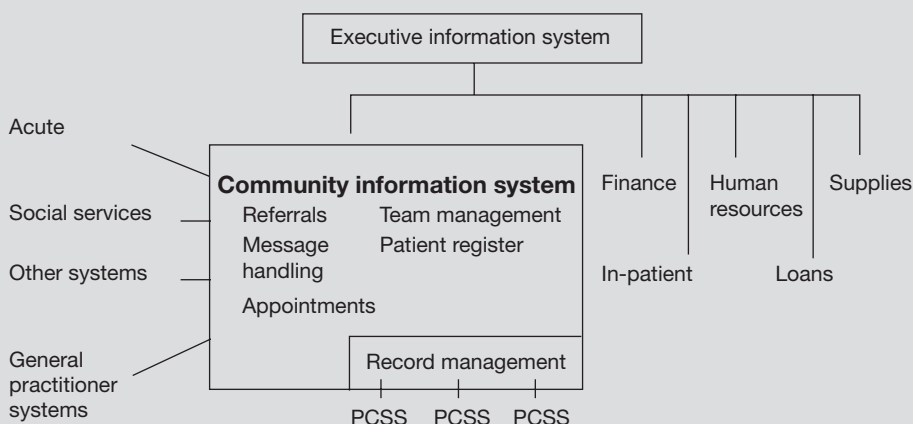 Executive information system
Acute
Social services
Other systems
General
practitioner
systems
Community information system
Referrals
Team management
Message
handling
Patient register
Appointments
Record management
PCSS
PCSS
PCSS
Finance
Human
resources
Supplies
In-patient
Loans